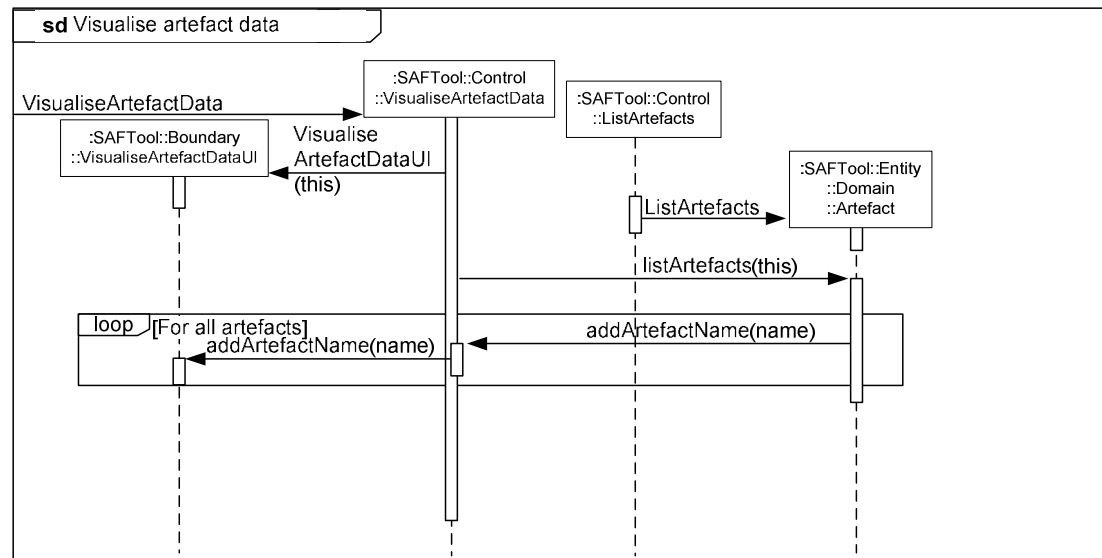 sd Visualise artefact data
:SAFTool::Control
::VisualiseArtefactData
VisualiseArtefactData
:SAFTool::Control
::ListArtefacts
:SAFTool::Boundary
::VisualiseArtefactDataUI
Visualise
ArtefactDataUI
(this)
:SAFTool::Entity
::Domain
::Artefact
ListArtefacts
listArtefacts(this)
loop [For all artefacts]
addArtefactName(name)
addArtefactName(name)